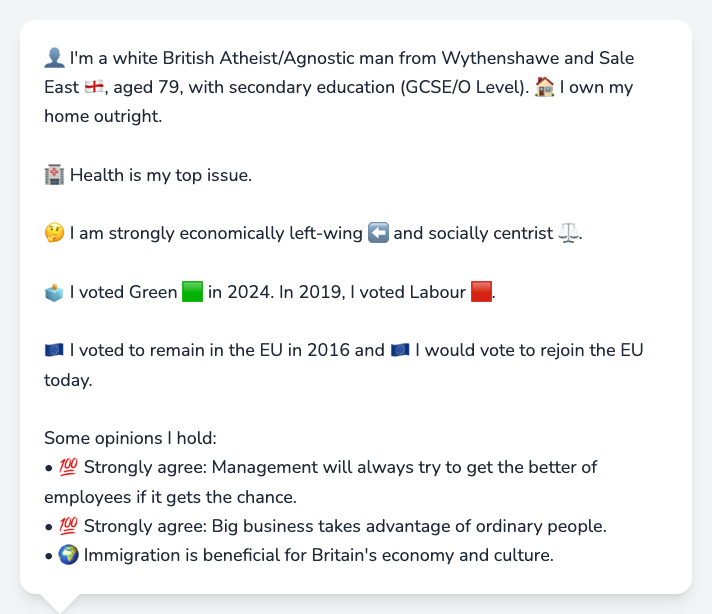 👤 I'm a white British Atheist/Agnostic man from Wythenshawe and Sale
East 🏴󠁧󠁢󠁥󠁮󠁧󠁿, aged 79, with secondary education (GCSE/O Level). 🏠 I own my
home outright.
🏥 Health is my top issue.
🤔 I am strongly economically left-wing ⬅️ and socially centrist ⚖️.
🗳️ I voted Green 🟩 in 2024. In 2019, I voted Labour 🟥.
🇪🇺 I voted to remain in the EU in 2016 and 🇪🇺 I would vote to rejoin the EU
today.
Some opinions I hold:
• 💯 Strongly agree: Management will always try to get the better of
employees if it gets the chance.
• 💯 Strongly agree: Big business takes advantage of ordinary people.
• 🌍 Immigration is beneficial for Britain's economy and culture.